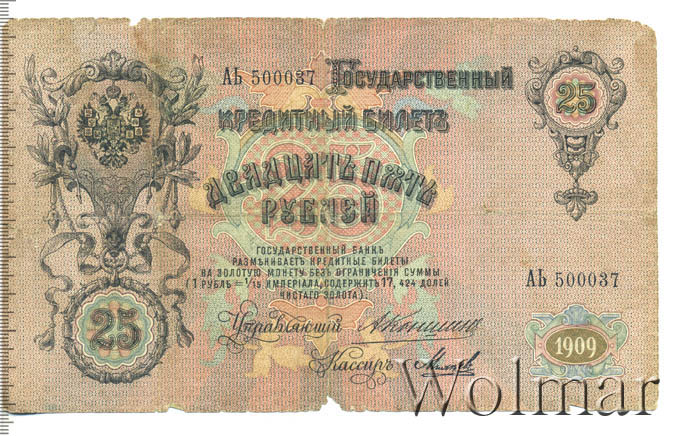 АЬ 500037 Государственный
25
Кредитный Билетъ
Двадцать пять
рублей
Государственный Банкъ
размѣниваетъ кредитные билеты
на золотую монету безъ ограниченія суммы
(1 рубль = 1/15 имперіала, содержитъ 17, 424 долей
чистаго золота).
АЬ 500037
25
Управляющій
Кассиръ
1909
Wolmar